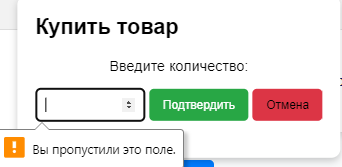 Купить товар
Введите количество:
Подтвердить Отмена
Вы пропустили это поле.